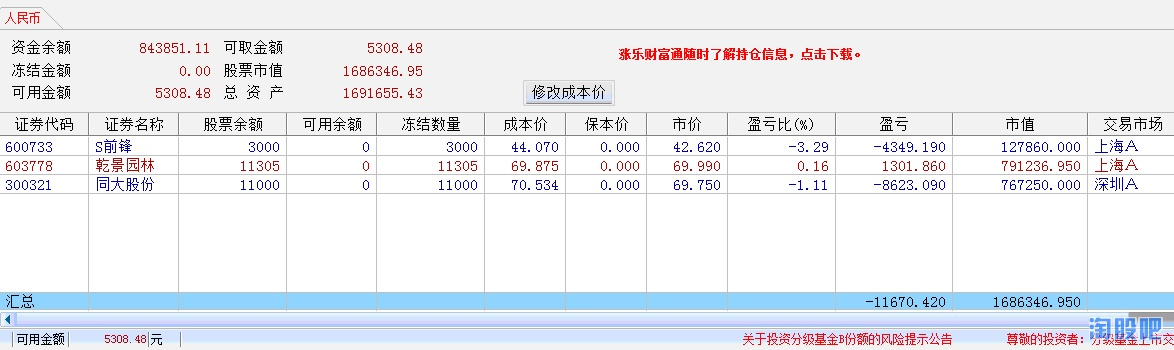 人民币
资金余额 843851.11 可取金额 5308.48
涨乐财富通随时了解持仓信息，点击下载。
冻结金额 0.00 股票市值 1686346.95
可用金额 5308.48 总 资 产 1691655.43
修改成本价
证券代码 证券名称 股票余额 可用余额 冻结数量 成本价 保本价 市价 盈亏比(%) 盈亏 市值 交易市场
600733 S前锋 3000 0 3000 44.070 0.000 42.620 -3.29 -4349.190 127860.000 上海A
603778 乾景园林 11305 0 11305 69.875 0.000 69.990 0.16 1301.860 791236.950 上海A
300321 同大股份 11000 0 11000 70.534 0.000 69.750 -1.11 -8623.090 767250.000 深圳A
汇总 -11670.420 1686346.950
可用金额 5308.48 元 关于投资分级基金B份额的风险提示公告 尊敬的投资者：分级基金上市交
淘股吧